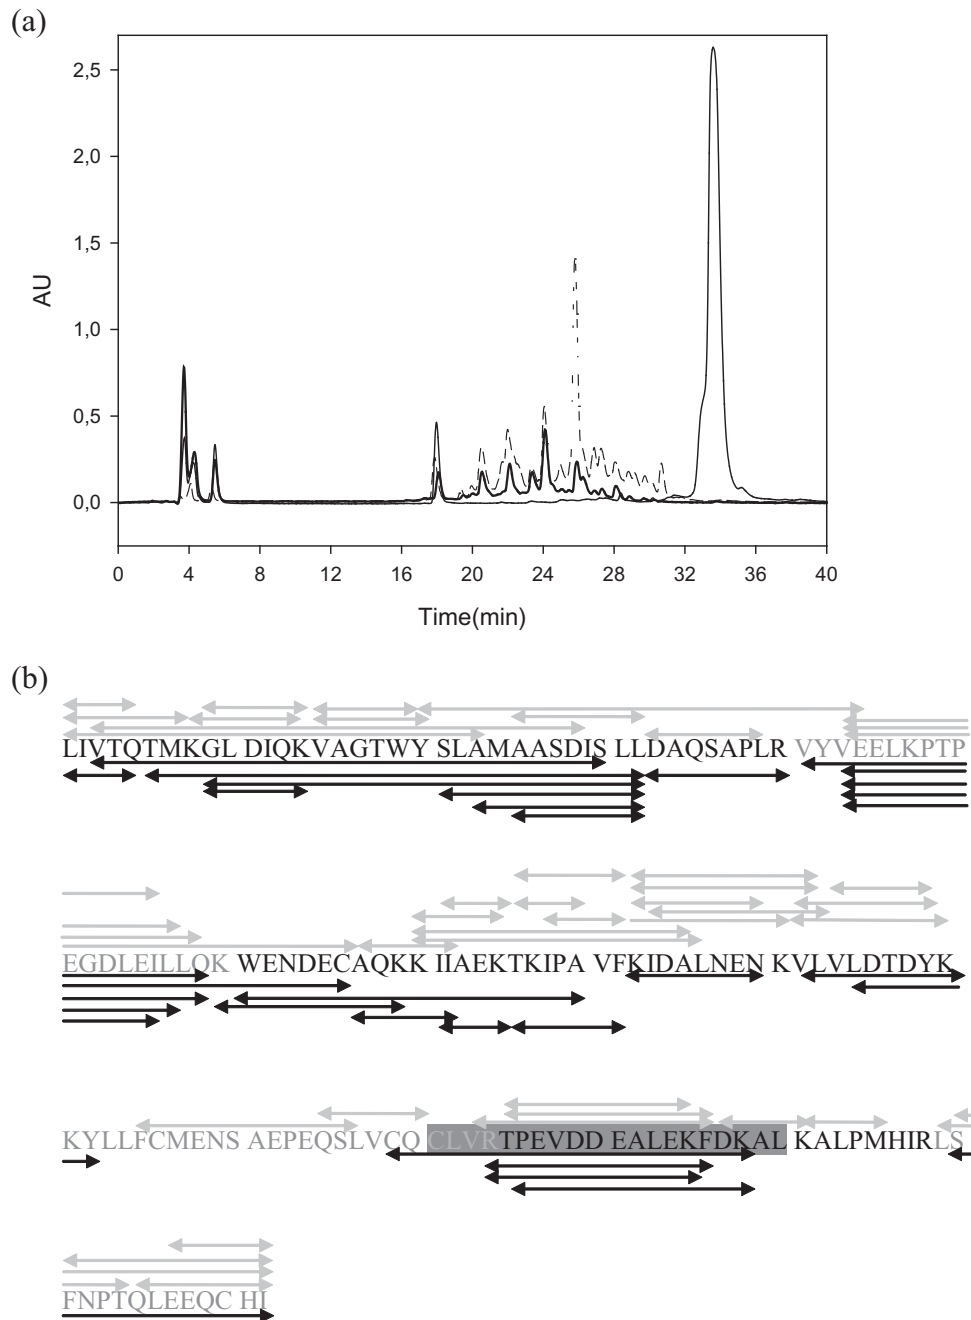 (a)
2,5
2,0
1,5
1,0
0,5
0,0
AU
0 4 8 12 16 20 24 28 32 36 40
Time(min)
(b)
LIVTQTMKGL DIQKVAGTWY SLAMAASDIS LLDAQSAPLR VYVEELKPTP
EGDLEILLQK WENDECAQKK IIAEKTKIPA VFKIDALNEN KVLVLDTDYK
KYLLFCMENS AEPEQSLVCQ CLVRTPEVDD EALEKFDKAL KALPMHIRLS
FNPTQLEEQC HI